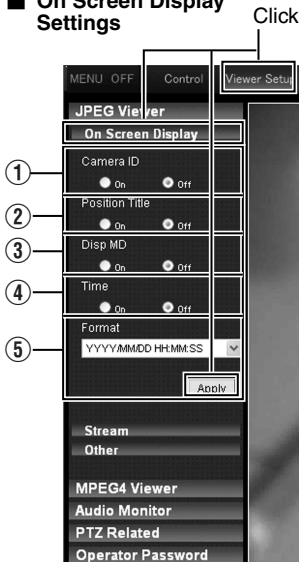 ■ On Screen Display
Settings
Click
MENU OFF Control Viewer Setup
JPEG Viewer
On Screen Display
① Camera ID
On Off
② Position Title
On Off
③ Disp MD
On Off
④ Time
On Off
⑤ Format
YYYY/MM/DD HH:MM:SS
Apply
Stream
Other
MPEG4 Viewer
Audio Monitor
PTZ Related
Operator Password